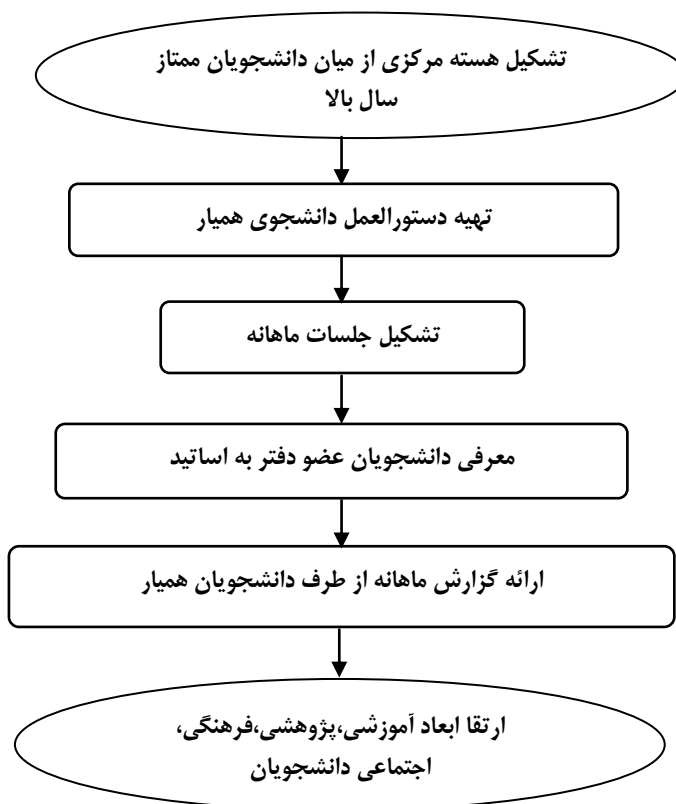 تشکیل هسته مرکزی از میان دانشجویان ممتاز
سال بالا
تهیه دستورالعمل دانشجوی همیار
تشکیل جلسات ماهانه
معرفی دانشجویان عضو دفتر به اساتید
ارائه گزارش ماهانه از طرف دانشجویان همیار
ارتقا ابعاد آموزشی،پژوهشی،فرهنگی،
اجتماعی دانشجویان